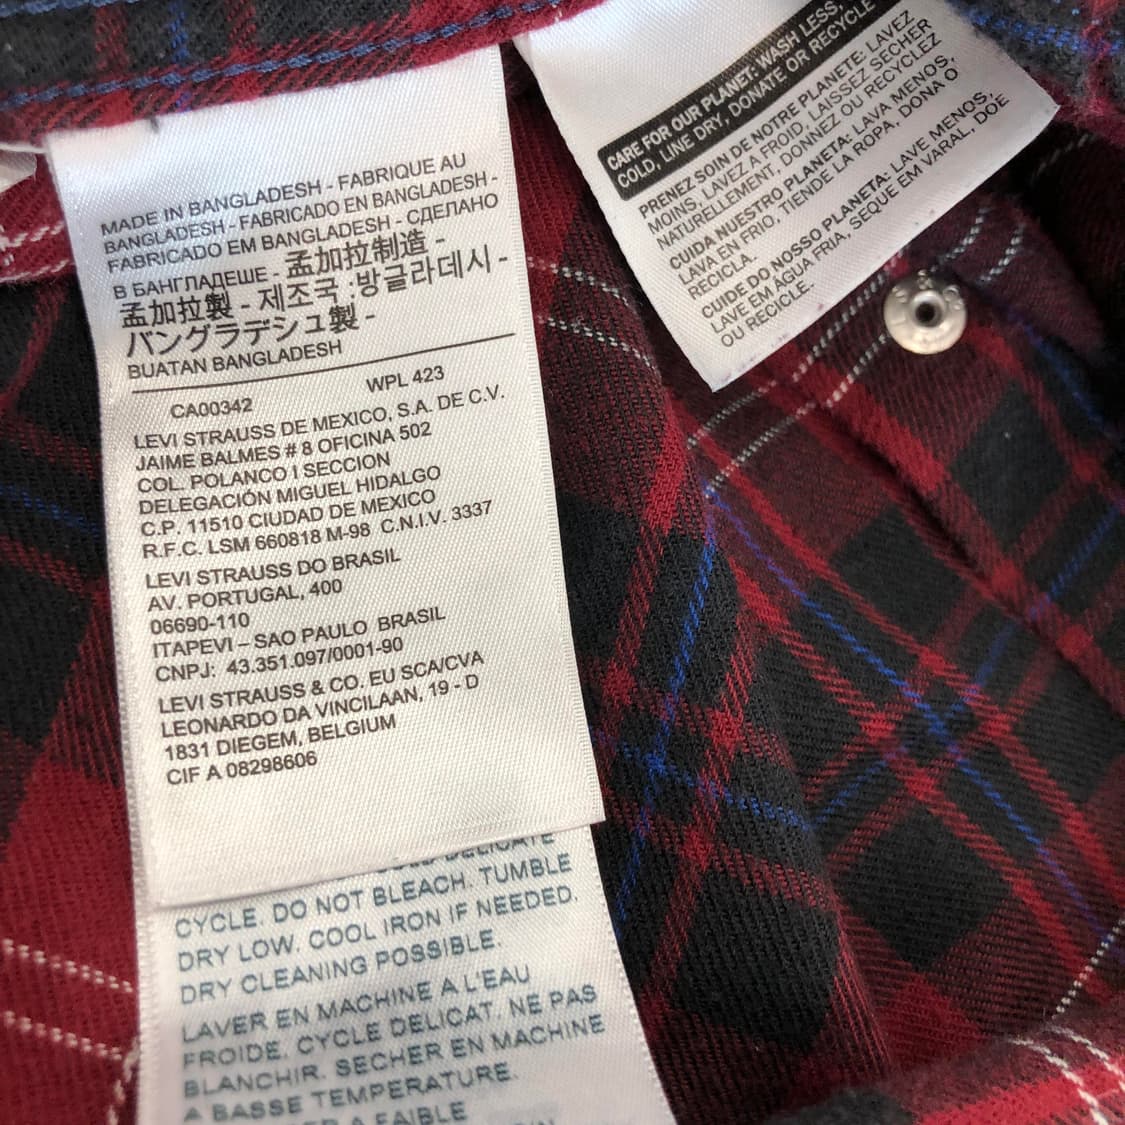 MADE IN BANGLADESH - FABRIQUE AU
BANGLADESH - FABRICADO EN BANGLADESH -
FABRICADO EM BANGLADESH - СДЕЛАНО
В БАНГЛАДЕШЕ - 孟加拉制造 -
孟加拉製 - 제조국 :방글라데시 -
バングラデシュ製 -
BUATAN BANGLADESH
CA00342 WPL 423
LEVI STRAUSS DE MEXICO, S.A. DE C.V.
JAIME BALMES # 8 OFICINA 502
COL. POLANCO I SECCION
DELEGACIÓN MIGUEL HIDALGO
C.P. 11510 CIUDAD DE MEXICO
R.F.C. LSM 660818 M-98 C.N.I.V. 3337
LEVI STRAUSS DO BRASIL
AV. PORTUGAL, 400
06690-110
ITAPEVI – SAO PAULO BRASIL
CNPJ: 43.351.097/0001-90
LEVI STRAUSS & CO. EU SCA/CVA
LEONARDO DA VINCILAAN, 19 - D
1831 DIEGEM, BELGIUM
CIF A 08298606
DELICATE
CYCLE. DO NOT BLEACH. TUMBLE
DRY LOW. COOL IRON IF NEEDED.
DRY CLEANING POSSIBLE.
LAVER EN MACHINE A L'EAU
FROIDE. CYCLE DELICAT. NE PAS
BLANCHIR. SECHER EN MACHINE
A BASSE TEMPERATURE.
A FAIBLE
CARE FOR OUR PLANET: WASH LESS,
COLD, LINE DRY, DONATE OR RECYCLE
PRENEZ SOIN DE NOTRE PLANETE: LAVEZ
MOINS, LAVEZ A FROID, LAISSEZ SECHER
NATURELLEMENT, DONNEZ OU RECYCLEZ
CUIDA NUESTRO PLANETA: LAVA MENOS,
LAVA EN FRIO, TIENDE LA ROPA, DONA O
RECICLA.
CUIDE DO NOSSO PLANETA: LAVE MENOS,
LAVE EM ÁGUA FRIA, SEQUE EM VARAL, DOE
OU RECICLE.